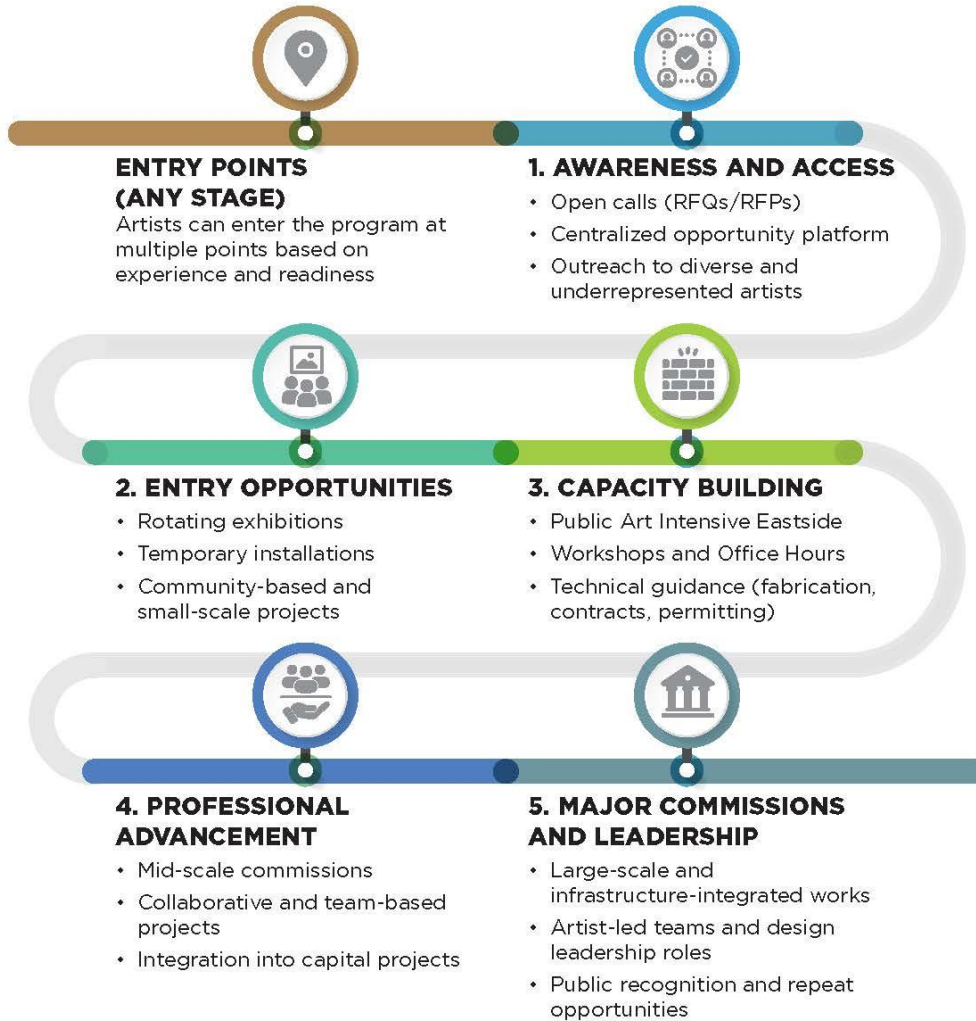 ENTRY POINTS
(ANY STAGE)
Artists can enter the program at
multiple points based on
experience and readiness
1. AWARENESS AND ACCESS
• Open calls (RFQs/RFPs)
• Centralized opportunity platform
• Outreach to diverse and
underrepresented artists
2. ENTRY OPPORTUNITIES
• Rotating exhibitions
• Temporary installations
• Community-based and
small-scale projects
3. CAPACITY BUILDING
• Public Art Intensive Eastside
• Workshops and Office Hours
• Technical guidance (fabrication,
contracts, permitting)
4. PROFESSIONAL
ADVANCEMENT
• Mid-scale commissions
• Collaborative and team-based
projects
• Integration into capital projects
5. MAJOR COMMISSIONS
AND LEADERSHIP
• Large-scale and
infrastructure-integrated works
• Artist-led teams and design
leadership roles
• Public recognition and repeat
opportunities